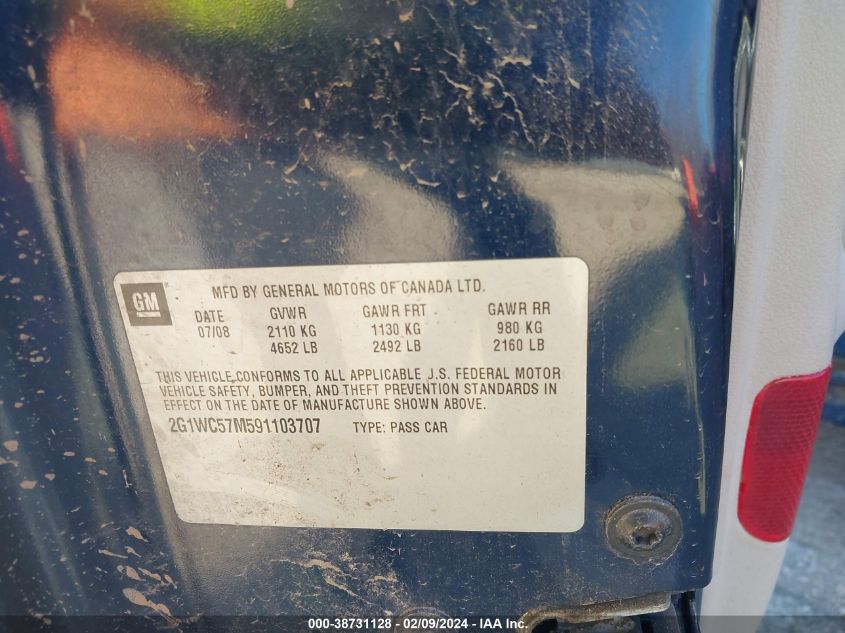 GM
MFD BY GENERAL MOTORS OF CANADA LTD.
DATE GVWR GAWR FRT GAWR RR
07/08 2110 KG 1130 KG 980 KG
4652 LB 2492 LB 2160 LB
THIS VEHICLE CONFORMS TO ALL APPLICABLE U.S. FEDERAL MOTOR
VEHICLE SAFETY, BUMPER, AND THEFT PREVENTION STANDARDS IN
EFFECT ON THE DATE OF MANUFACTURE SHOWN ABOVE.
2G1WC57M591103707 TYPE: PASS CAR
000-38731128 - 02/09/2024 - IAA Inc.